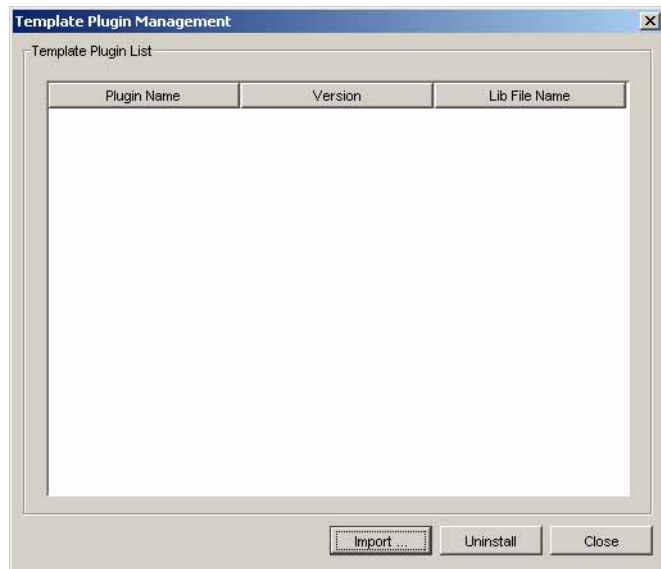 Template Plugin Management
Template Plugin List
Plugin Name Version Lib File Name
Import ... Uninstall Close